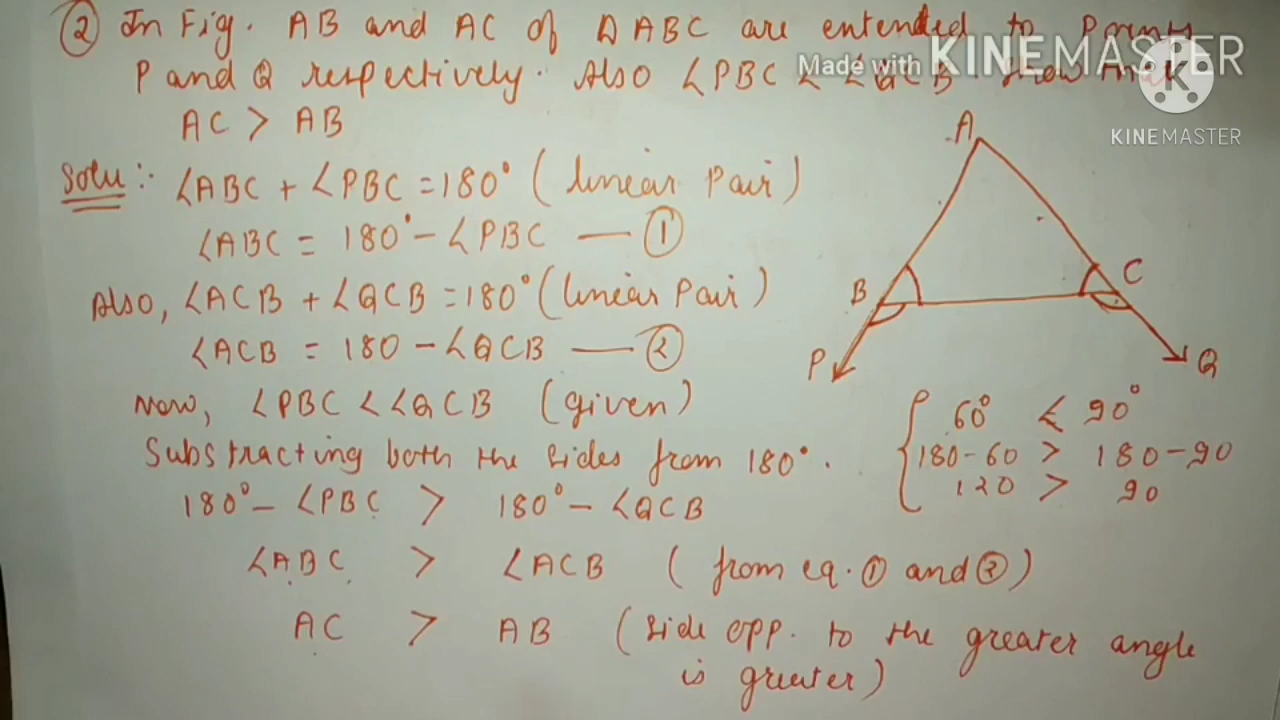 ② In Fig. AB and AC of ΔABC are entended to Points
P and Q respectively. Also ∠PBC < ∠QCB Show that
AC > AB
Solu:- ∠ABC + ∠PBC = 180° (linear Pair)
∠ABC = 180° - ∠PBC — ①
Also, ∠ACB + ∠QCB = 180° (linear Pair)
∠ACB = 180 - ∠QCB — ②
Now, ∠PBC < ∠QCB (given)
Substracting both the sides from 180°.
180° - ∠PBC > 180° - ∠QCB
∠ABC > ∠ACB (from eq. ① and ②)
AC > AB (side opp. to the greater angle
is greater)
A
B
C
P
Q
60° < 90°
180-60 > 180-90
120 > 90
Made with KINEMASTER
K
KINEMASTER